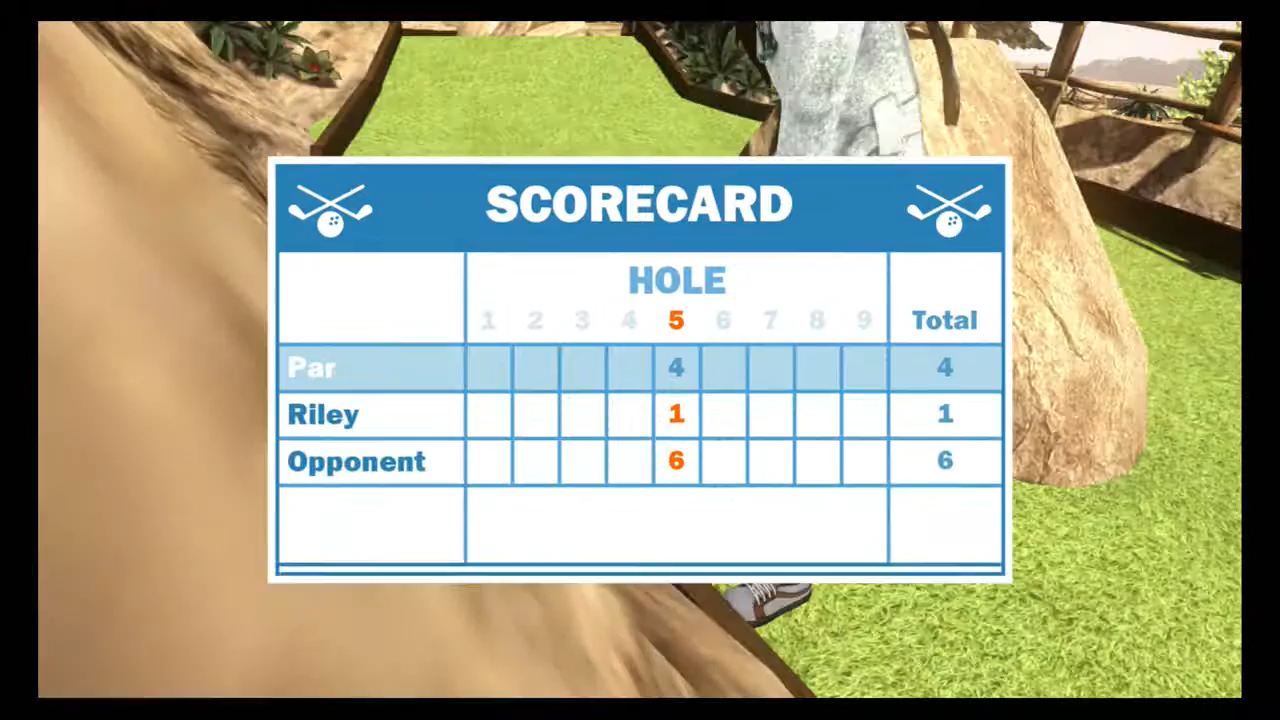 SCORECARD
HOLE
1 2 3 4 5 6 7 8 9 Total
Par 4 4
Riley 1 1
Opponent 6 6